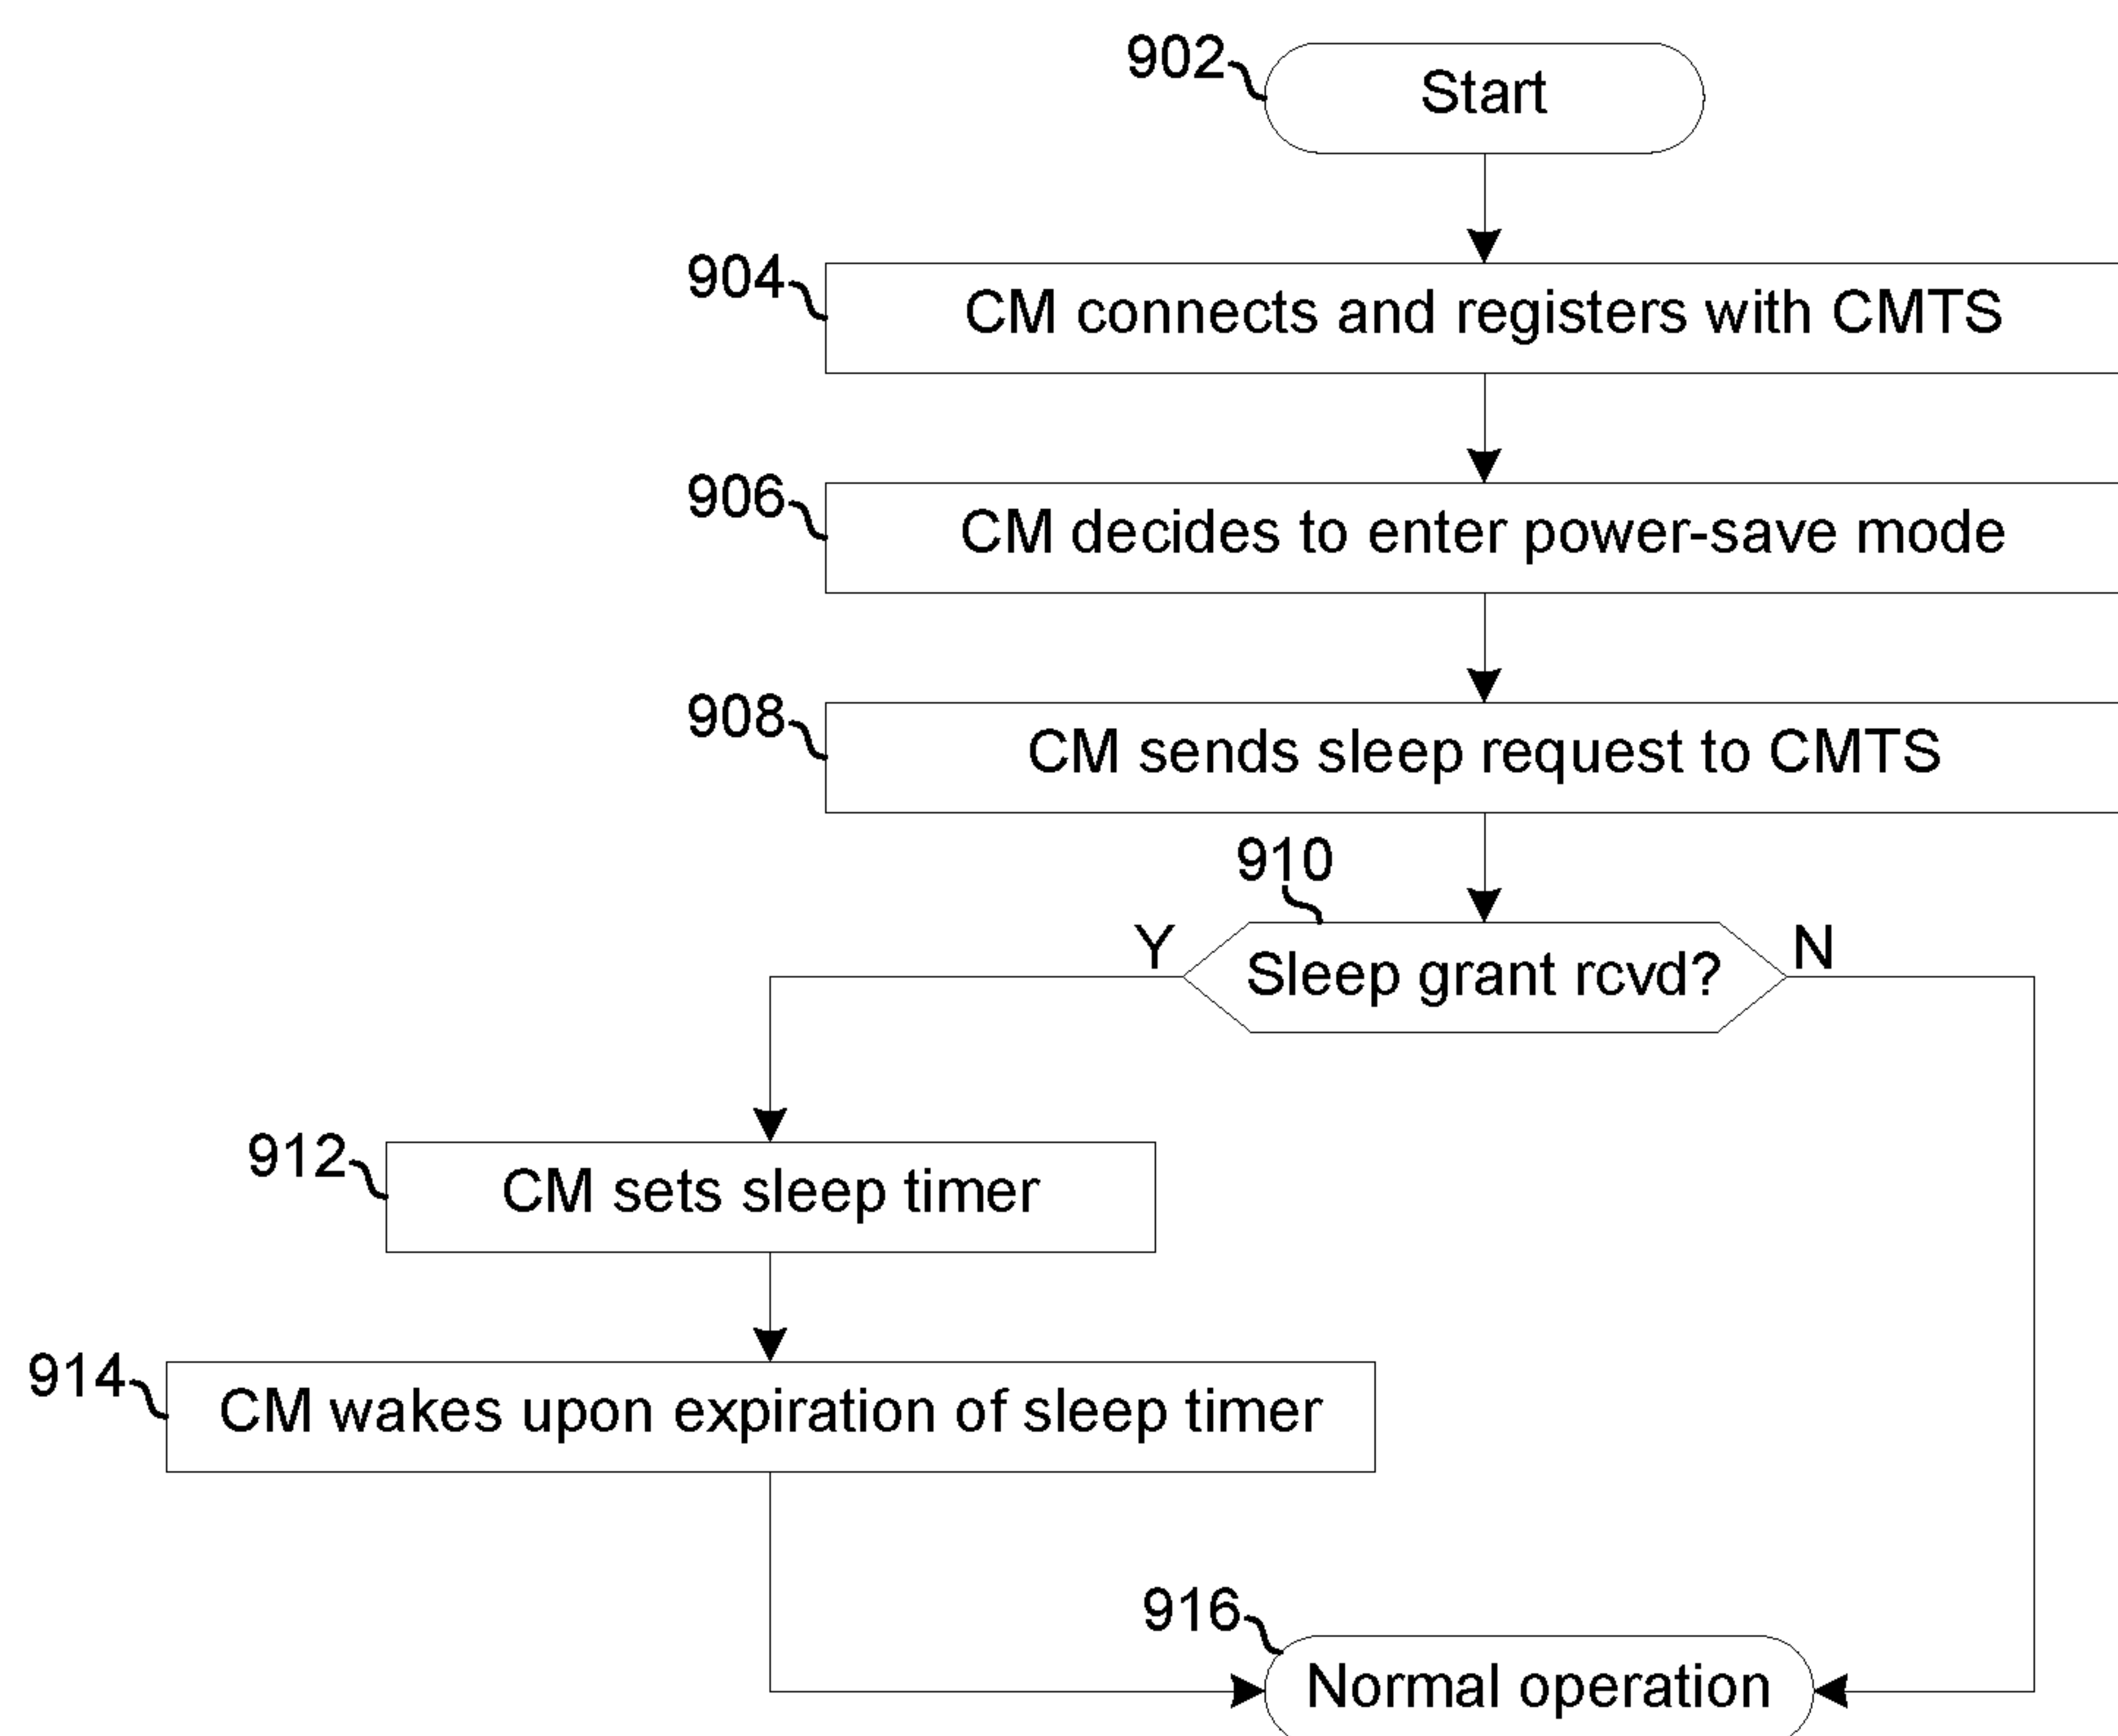 902
Start
904
CM connects and registers with CMTS
906
CM decides to enter power-save mode
908
CM sends sleep request to CMTS
910
Y
Sleep grant rcvd?
N
912
CM sets sleep timer
914
CM wakes upon expiration of sleep timer
916
Normal operation